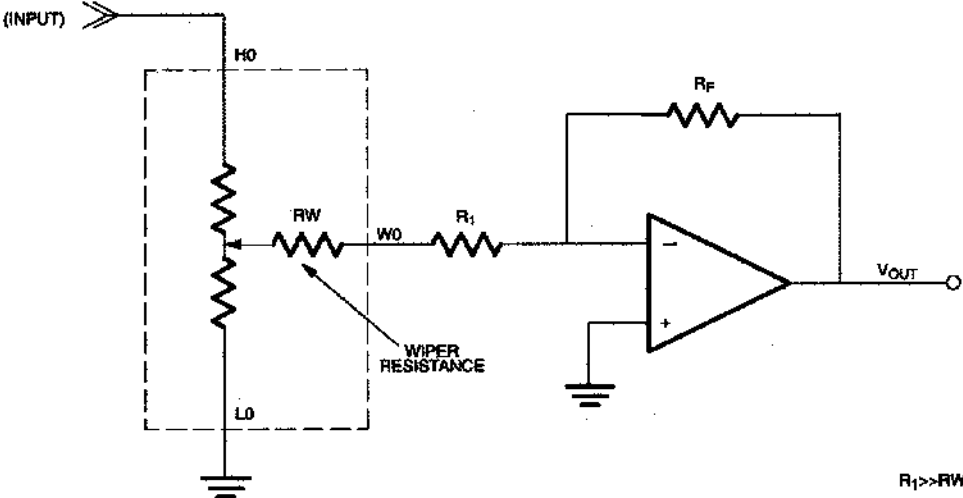 (INPUT)
H0
RF
RW
W0
R1
−
+
VOUT
WIPER
RESISTANCE
L0
R1>>RW